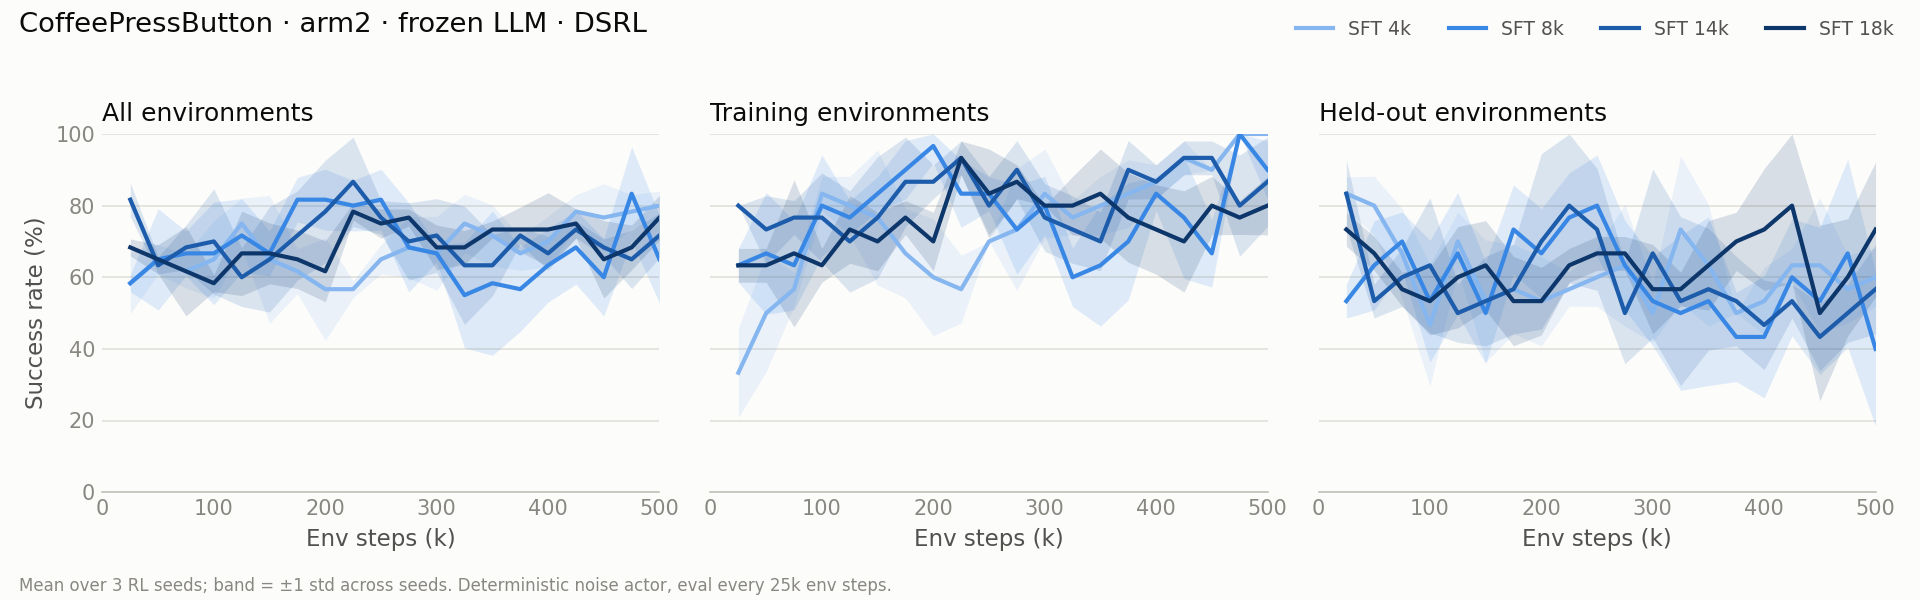 CoffeePressButton · arm2 · frozen LLM · DSRL
SFT 4k
SFT 8k
SFT 14k
SFT 18k
All environments
Training environments
Held-out environments
Success rate (%)
100
80
60
40
20
0
0 100 200 300 400 500
0 100 200 300 400 500
0 100 200 300 400 500
Env steps (k)
Env steps (k)
Env steps (k)
Mean over 3 RL seeds; band = ±1 std across seeds. Deterministic noise actor, eval every 25k env steps.